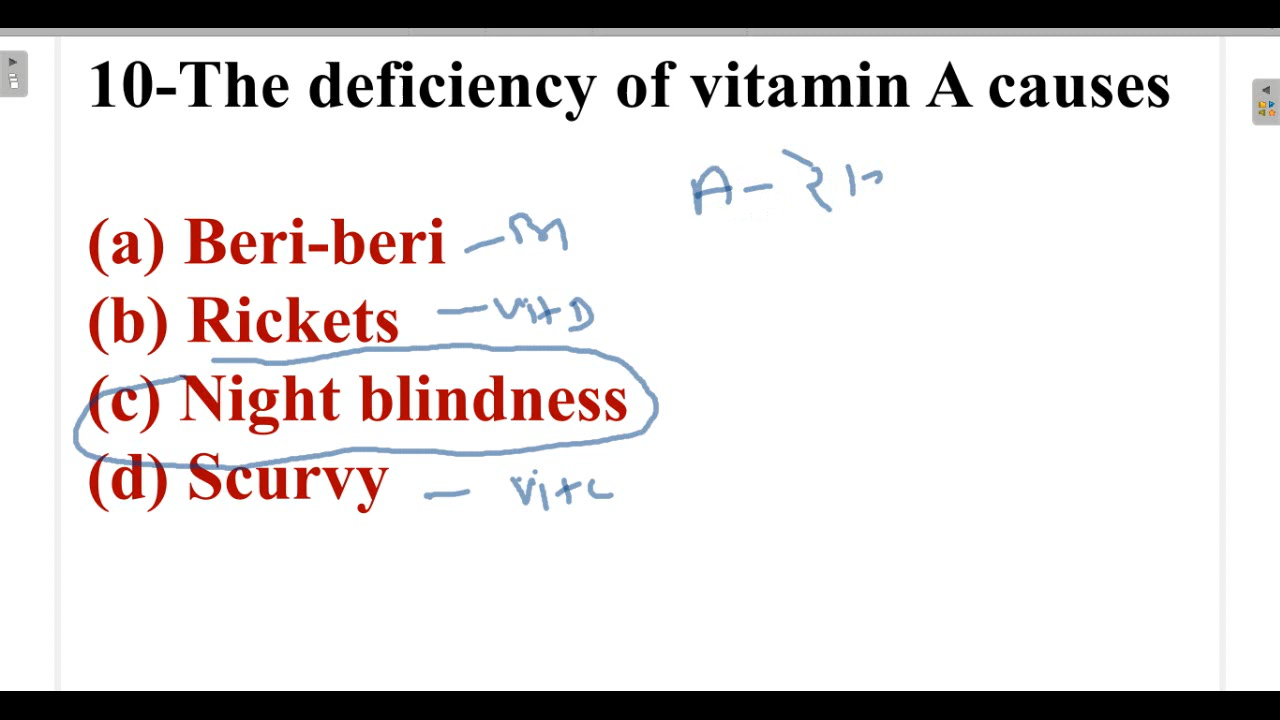 10-The deficiency of vitamin A causes
A -
(a) Beri-beri -
(b) Rickets - Vit D
(c) Night blindness
(d) Scurvy - Vit C